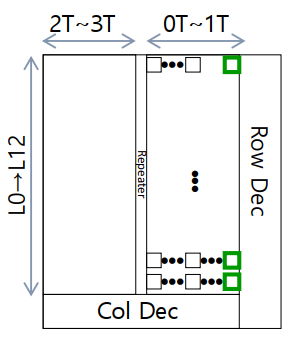 2T~3T
0T~1T
L0→L12
Repeater
Row Dec
Col Dec